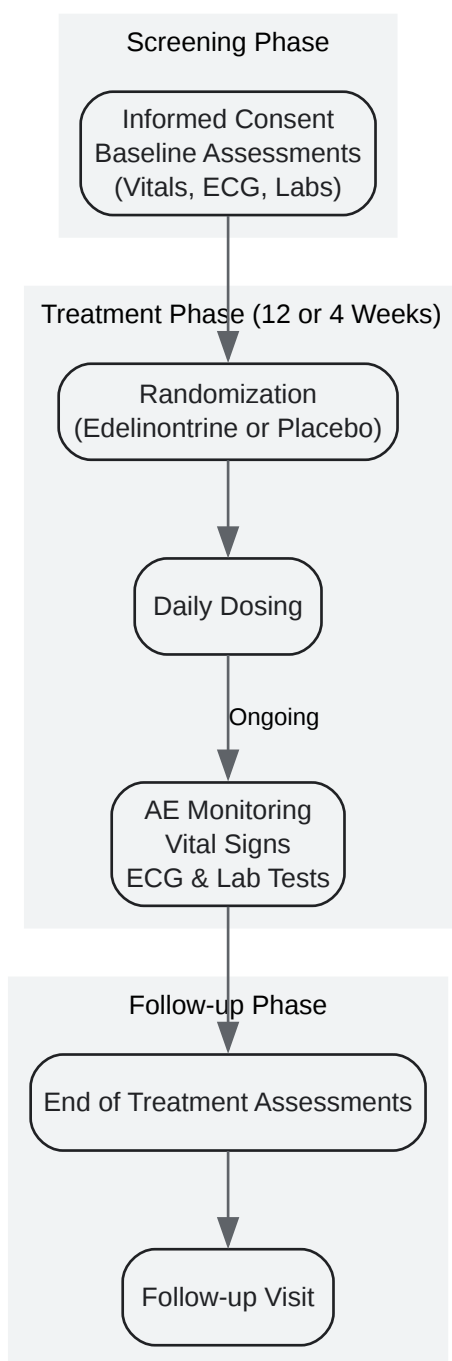 Screening Phase
Informed Consent
Baseline Assessments
(Vitals, ECG, Labs)
Treatment Phase (12 or 4 Weeks)
Randomization
(Edelinontrine or Placebo)
Daily Dosing
Ongoing
AE Monitoring
Vital Signs
ECG & Lab Tests
Follow-up Phase
End of Treatment Assessments
Follow-up Visit